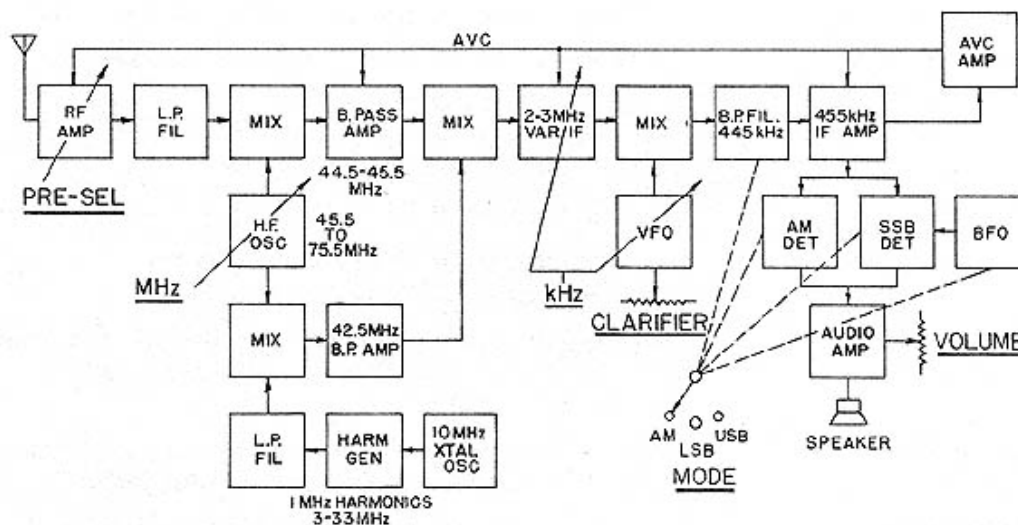 AVC
AVC
AMP
RF
AMP
L.P.
FIL
MIX
B. PASS
AMP
MIX
2-3MHz
VAR/IF
MIX
B.P. FIL.
445kHz
455kHz
IF AMP
PRE-SEL
44.5-45.5
MHz
H.F.
OSC
45.5
TO
75.5MHz
MHz
VFO
kHz
CLARIFIER
AM
DET
SSB
DET
BFO
MIX
42.5MHz
B.P. AMP
AUDIO
AMP
VOLUME
SPEAKER
L.P.
FIL
HARM
GEN
10MHz
XTAL
OSC
1 MHz HARMONICS
3-33MHz
AM
LSB
USB
MODE